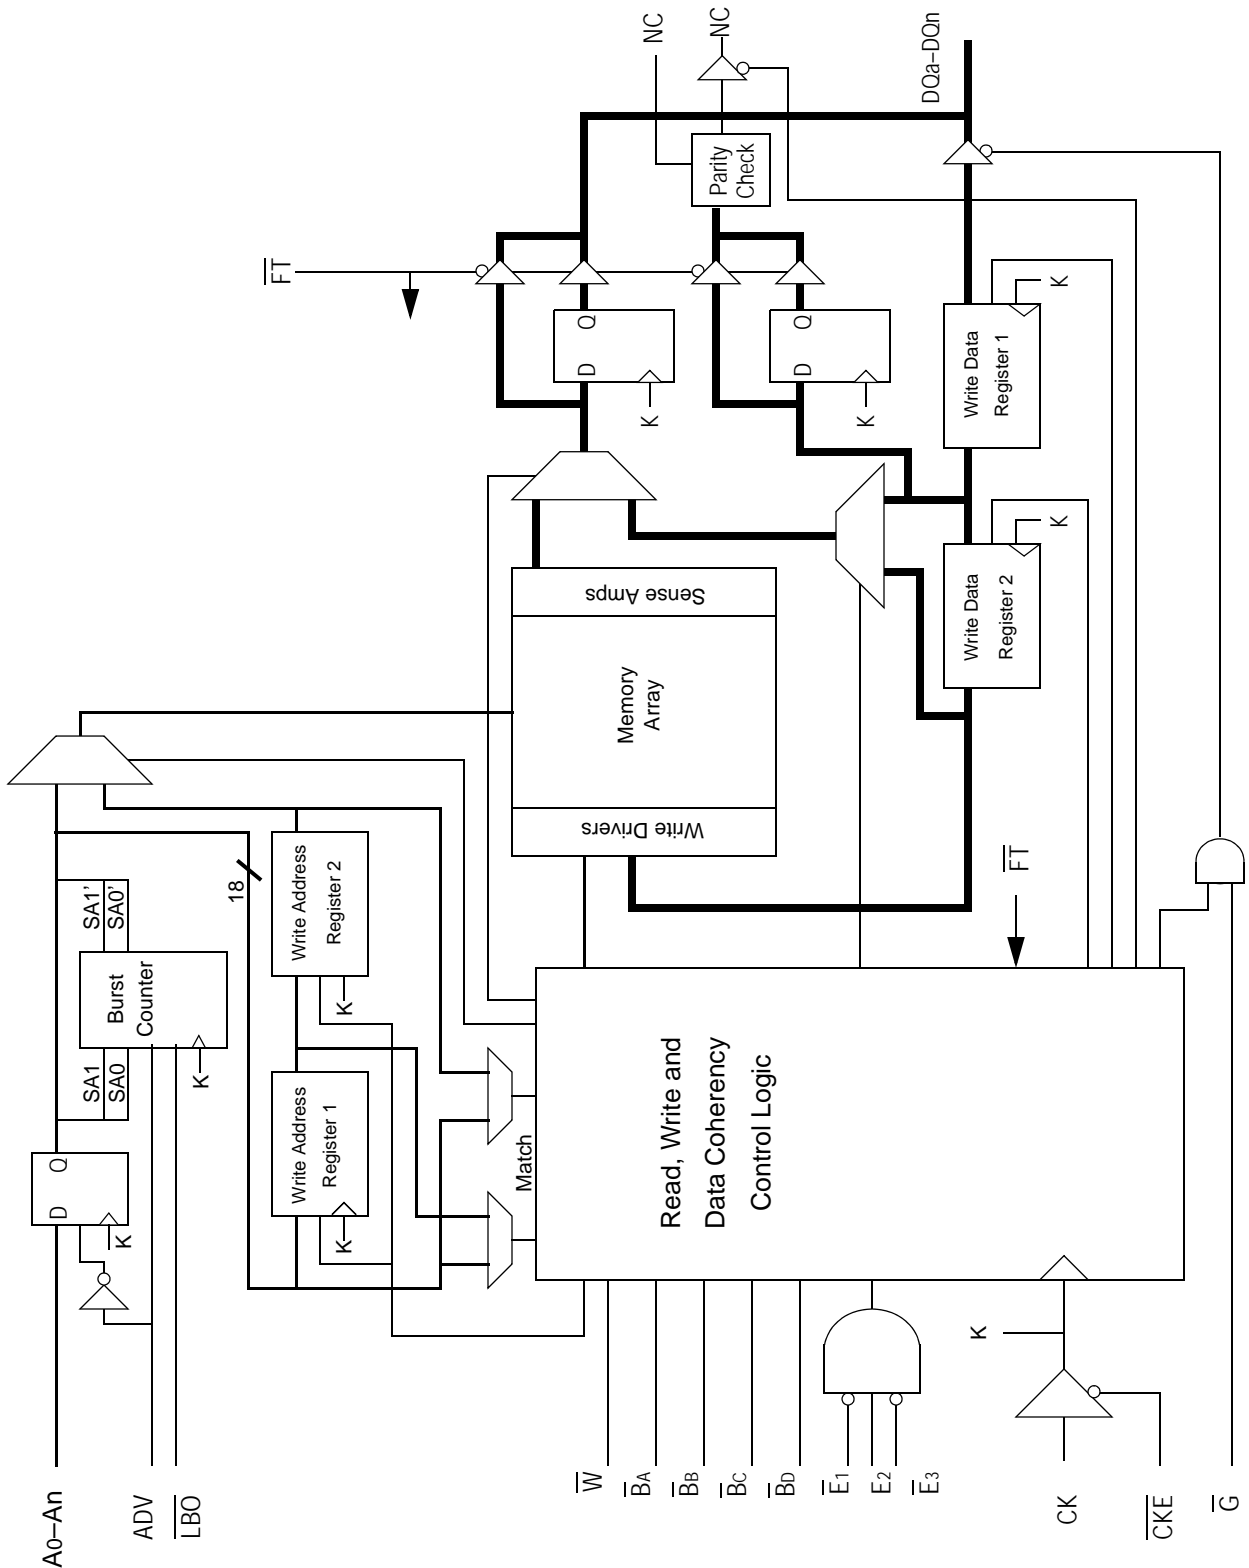 A0–An
ADV
LBO
D Q
K
SA1
SA0
Burst
Counter
K
SA1'
SA0'
18
Write Address
Register 1
K
Write Address
Register 2
K
Match
W
BA
BB
BC
BD
E1
E2
E3
CK
CKE
G
K
Read, Write and
Data Coherency
Control Logic
FT
Write Drivers
Memory
Array
Sense Amps
D Q
K
D Q
K
FT
Parity
Check
NC
NC
Write Data
Register 2
K
Write Data
Register 1
K
DQa–DQn